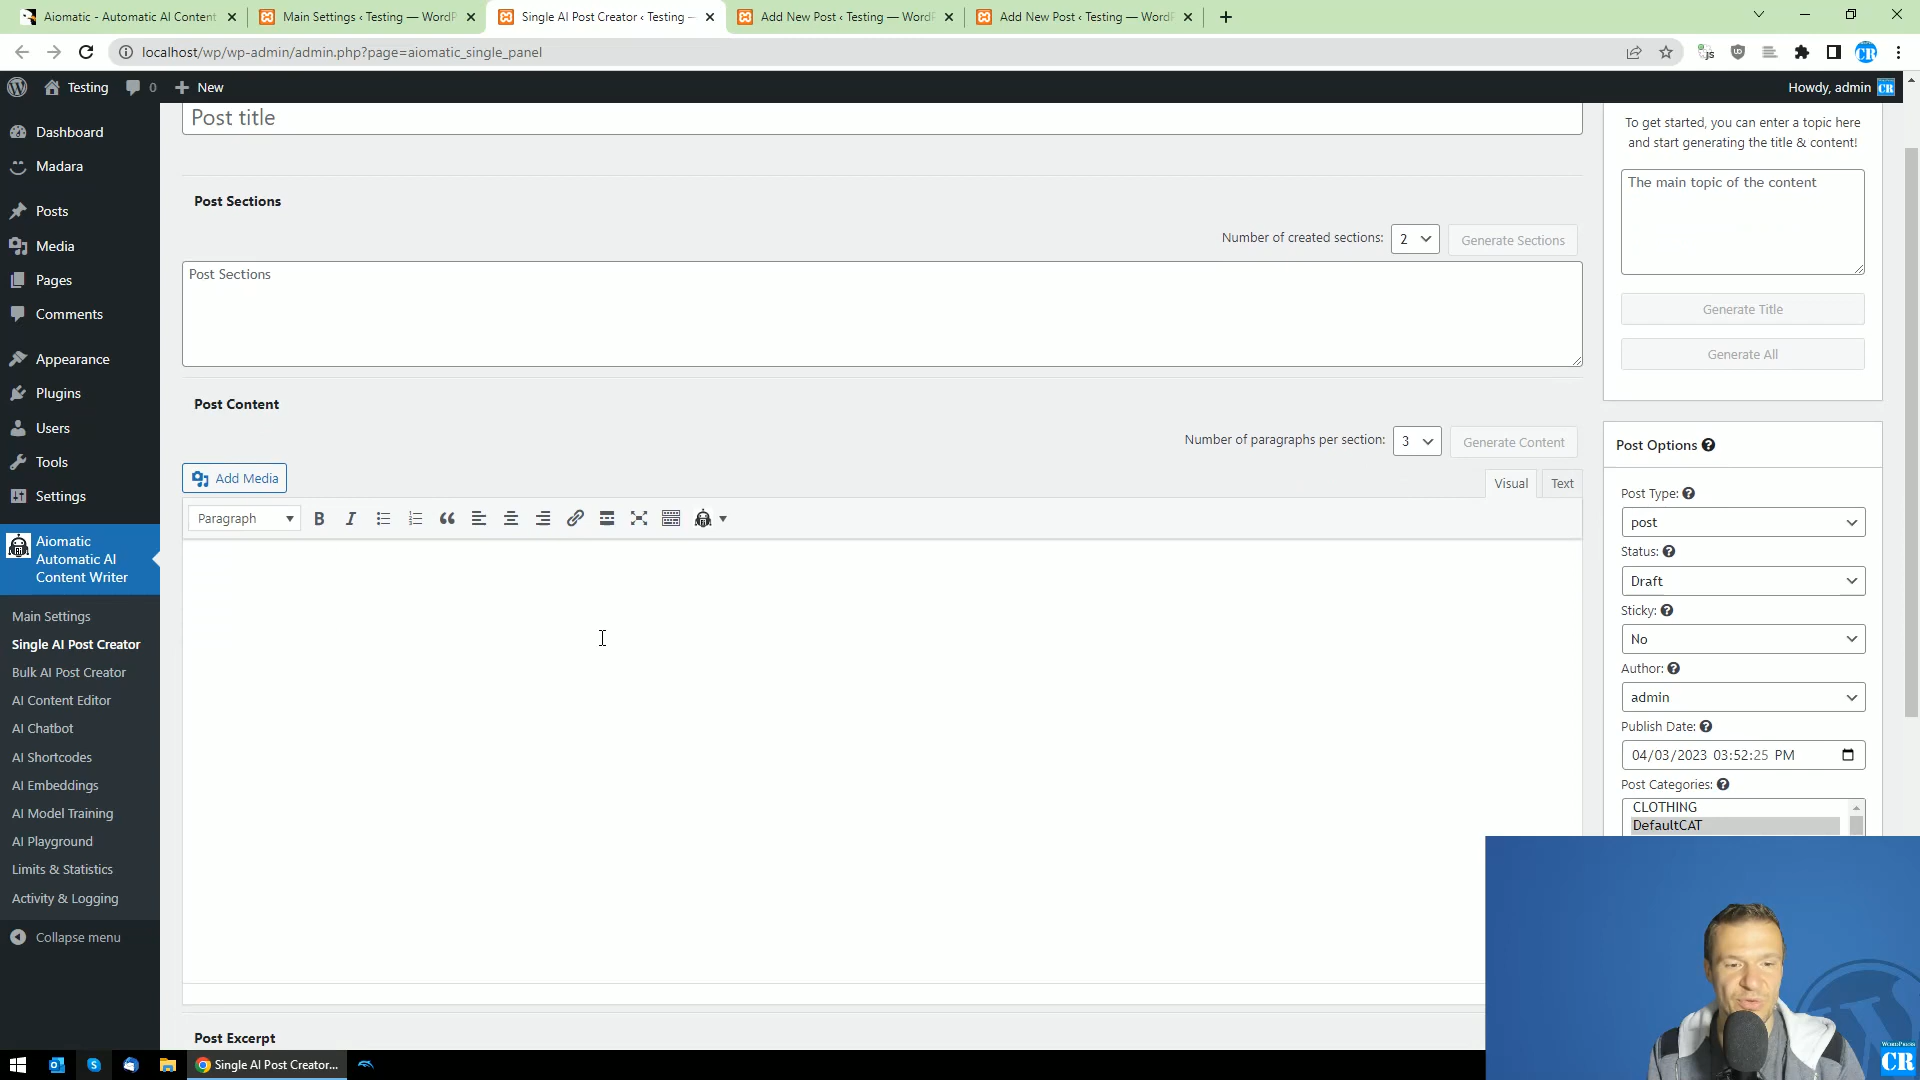 Aiomatic - Automatic AI Content
Main Settings ‹ Testing — WordP
Single AI Post Creator ‹ Testing —
Add New Post ‹ Testing — WordP
Add New Post ‹ Testing — WordP
localhost/wp/wp-admin/admin.php?page=aiomatic_single_panel
Testing
0
New
Howdy, admin
Dashboard
Madara
Posts
Media
Pages
Comments
Appearance
Plugins
Users
Tools
Settings
Aiomatic
Automatic AI
Content Writer
Main Settings
Single AI Post Creator
Bulk AI Post Creator
AI Content Editor
AI Chatbot
AI Shortcodes
AI Embeddings
AI Model Training
AI Playground
Limits & Statistics
Activity & Logging
Collapse menu
Post title
Post Sections
Number of created sections: 2 Generate Sections
Post Sections
Post Content
Number of paragraphs per section: 3 Generate Content
Add Media
Visual Text
Paragraph
Post Excerpt
To get started, you can enter a topic here
and start generating the title & content!
The main topic of the content
Generate Title
Generate All
Post Options
Post Type:
post
Status:
Draft
Sticky:
No
Author:
admin
Publish Date:
04/03/2023 03:52:25 PM
Post Categories:
CLOTHING
DefaultCAT
Single AI Post Creator...
WORDPRESS
CR